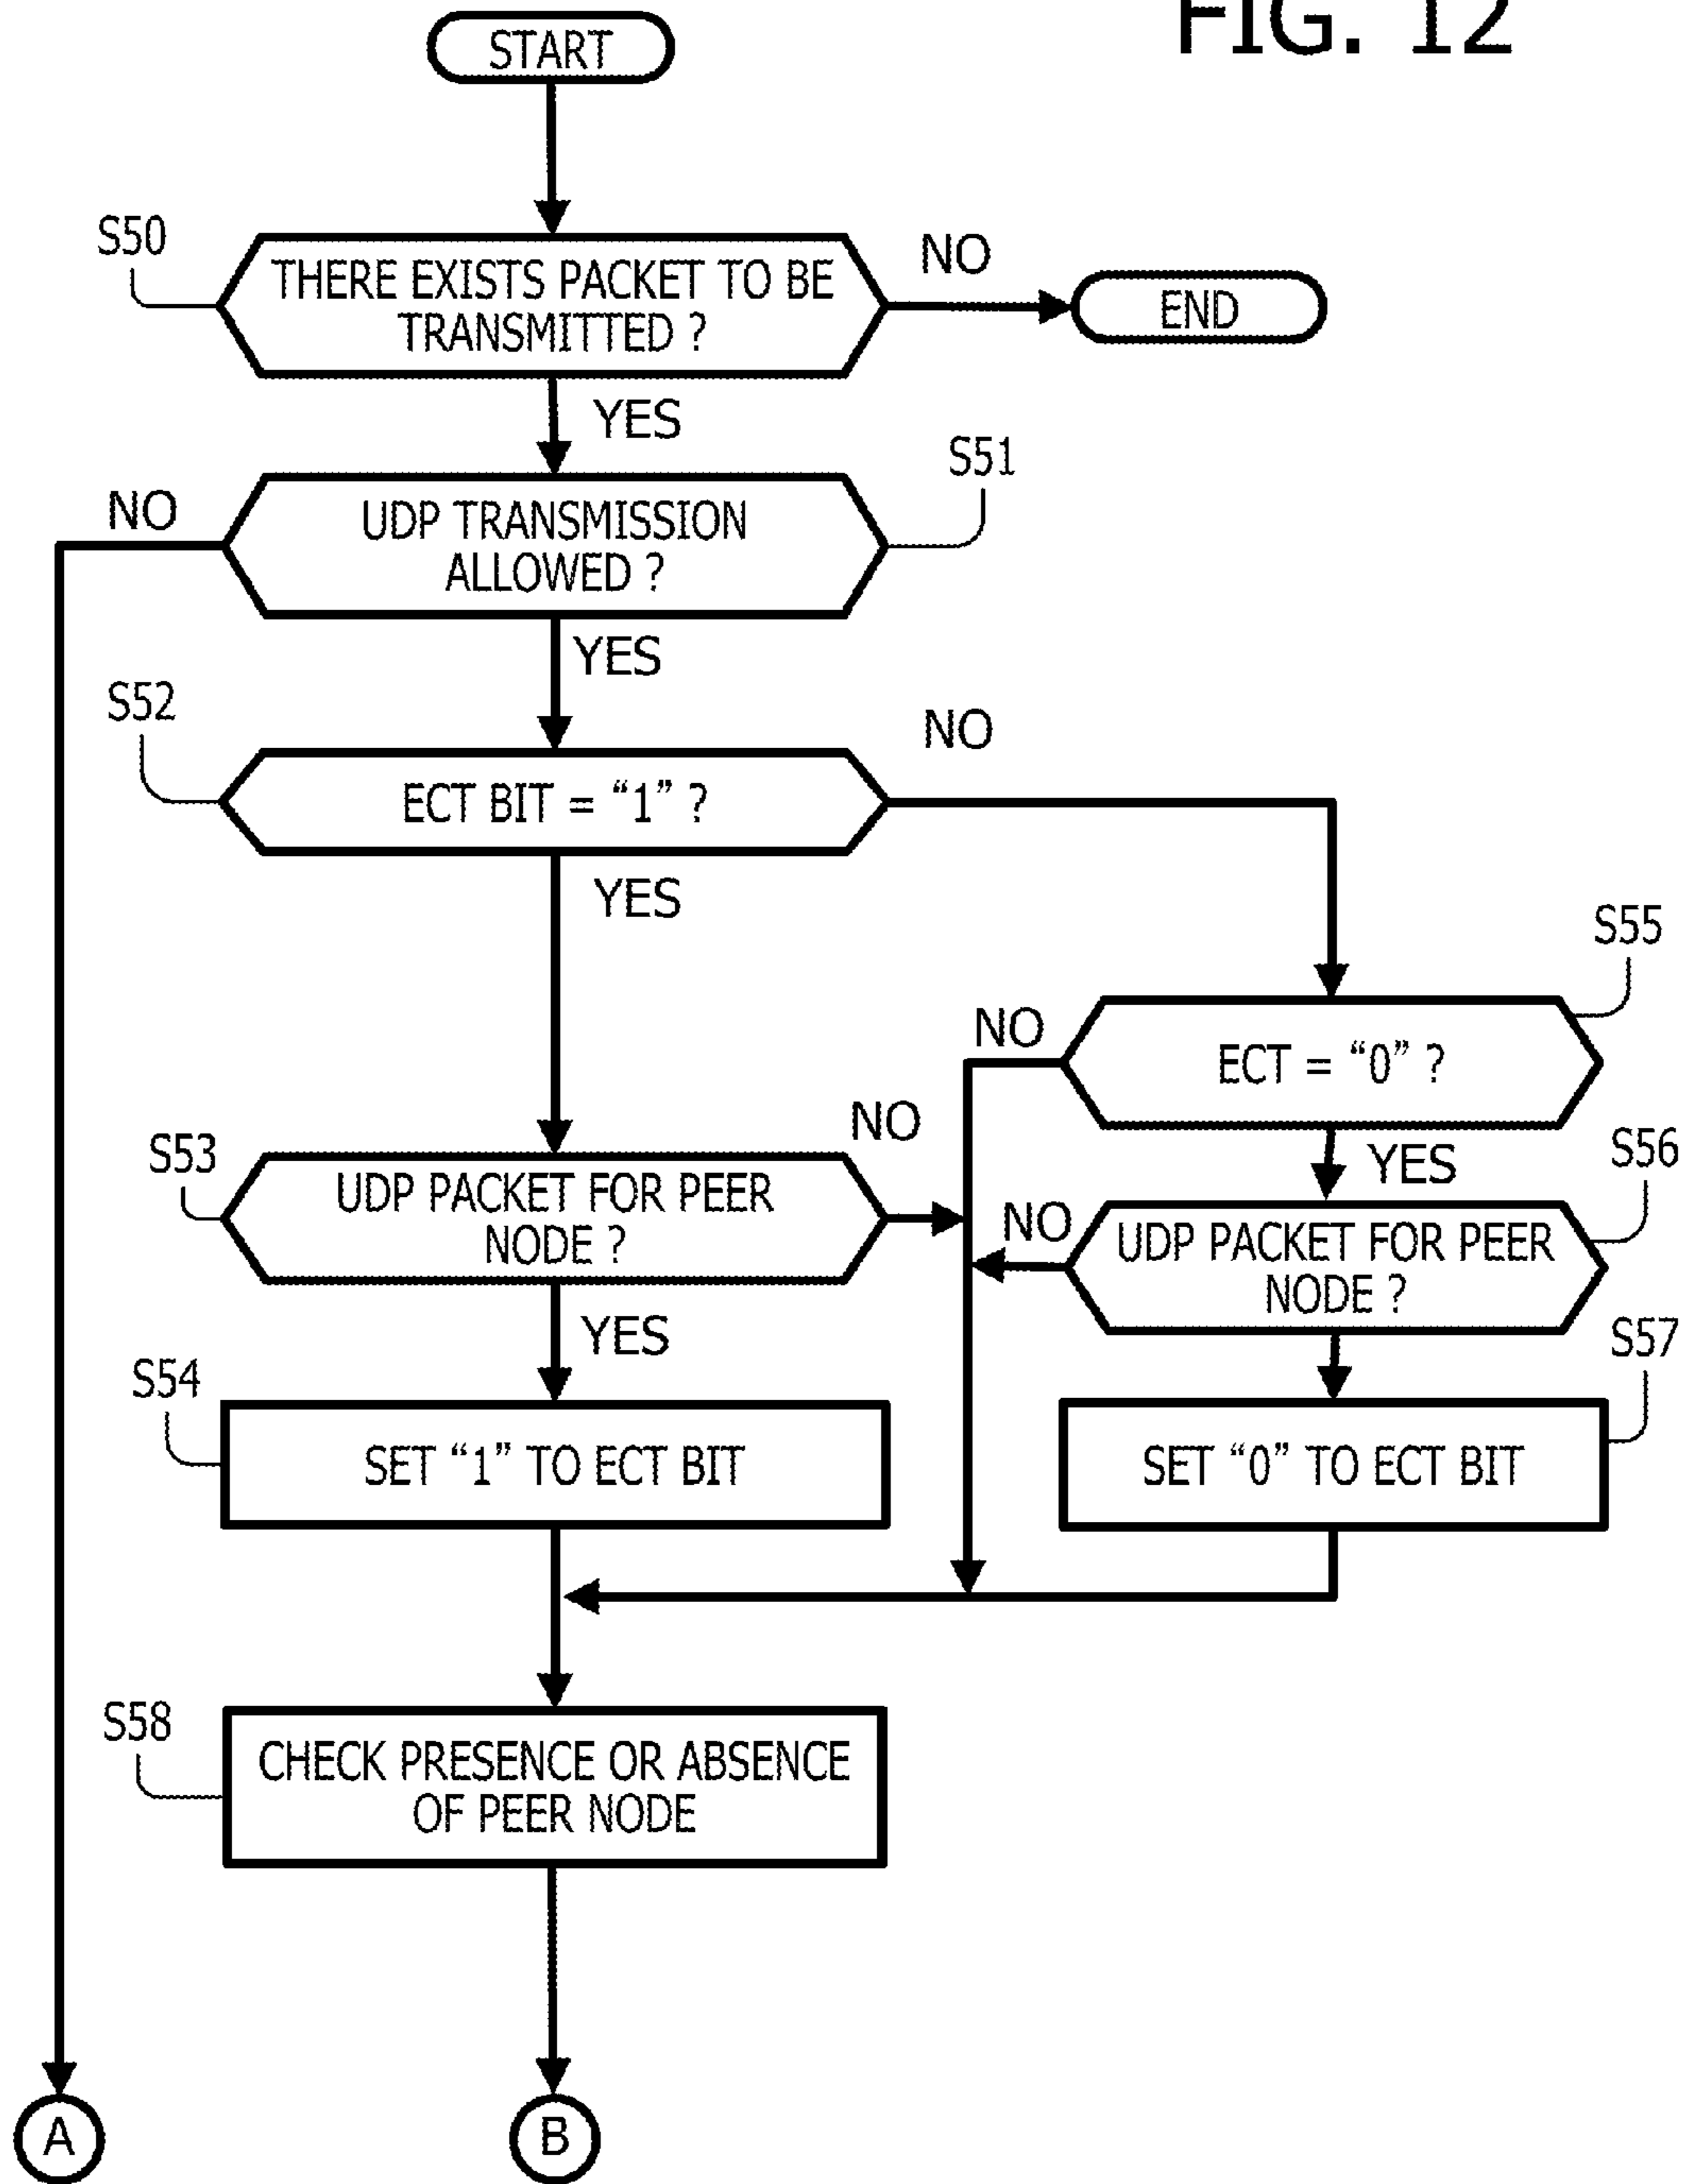 FIG. 12
START
S50
THERE EXISTS PACKET TO BE
TRANSMITTED ?
NO
END
YES
S51
NO
UDP TRANSMISSION
ALLOWED ?
YES
S52
NO
ECT BIT = “1” ?
YES
S55
NO
ECT = “0” ?
NO
S53
YES
S56
UDP PACKET FOR PEER
NODE ?
NO
UDP PACKET FOR PEER
NODE ?
YES
S57
S54
SET “1” TO ECT BIT
SET “0” TO ECT BIT
S58
CHECK PRESENCE OR ABSENCE
OF PEER NODE
A
B